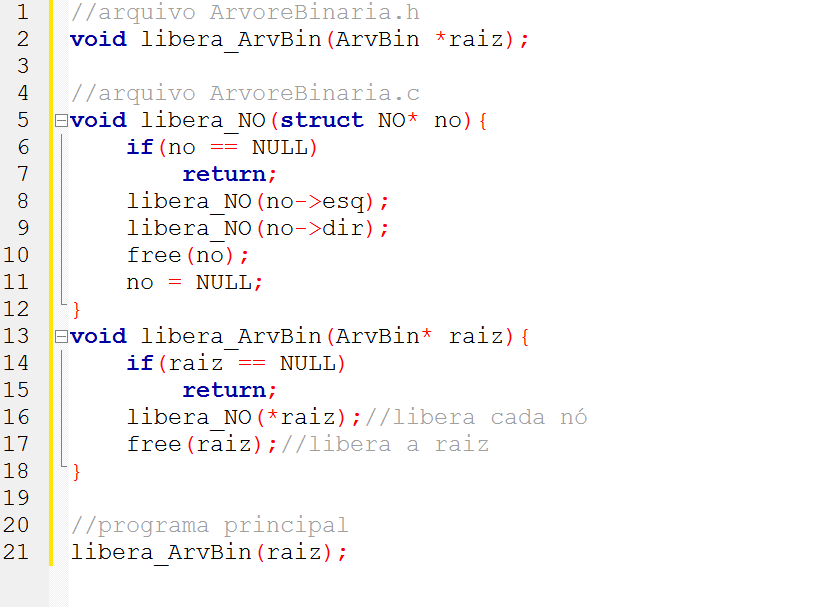 1 //arquivo ArvoreBinaria.h
2 void libera_ArvBin(ArvBin *raiz);
3
4 //arquivo ArvoreBinaria.c
5 void libera_NO(struct NO* no){
6 if(no == NULL)
7 return;
8 libera_NO(no->esq);
9 libera_NO(no->dir);
10 free(no);
11 no = NULL;
12 }
13 void libera_ArvBin(ArvBin* raiz){
14 if(raiz == NULL)
15 return;
16 libera_NO(*raiz);//libera cada nó
17 free(raiz);//libera a raiz
18 }
19
20 //programa principal
21 libera_ArvBin(raiz);